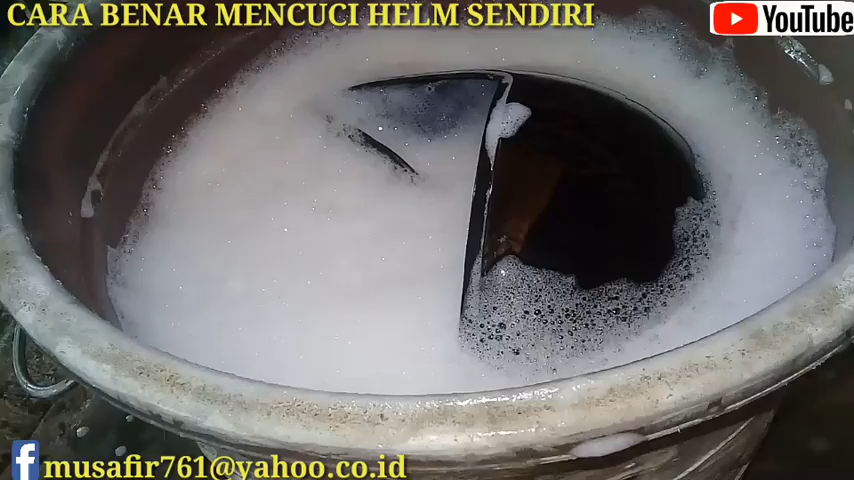 CARA BENAR MENCUCI HELM SENDIRI
YouTube
musafir761@yahoo.co.id